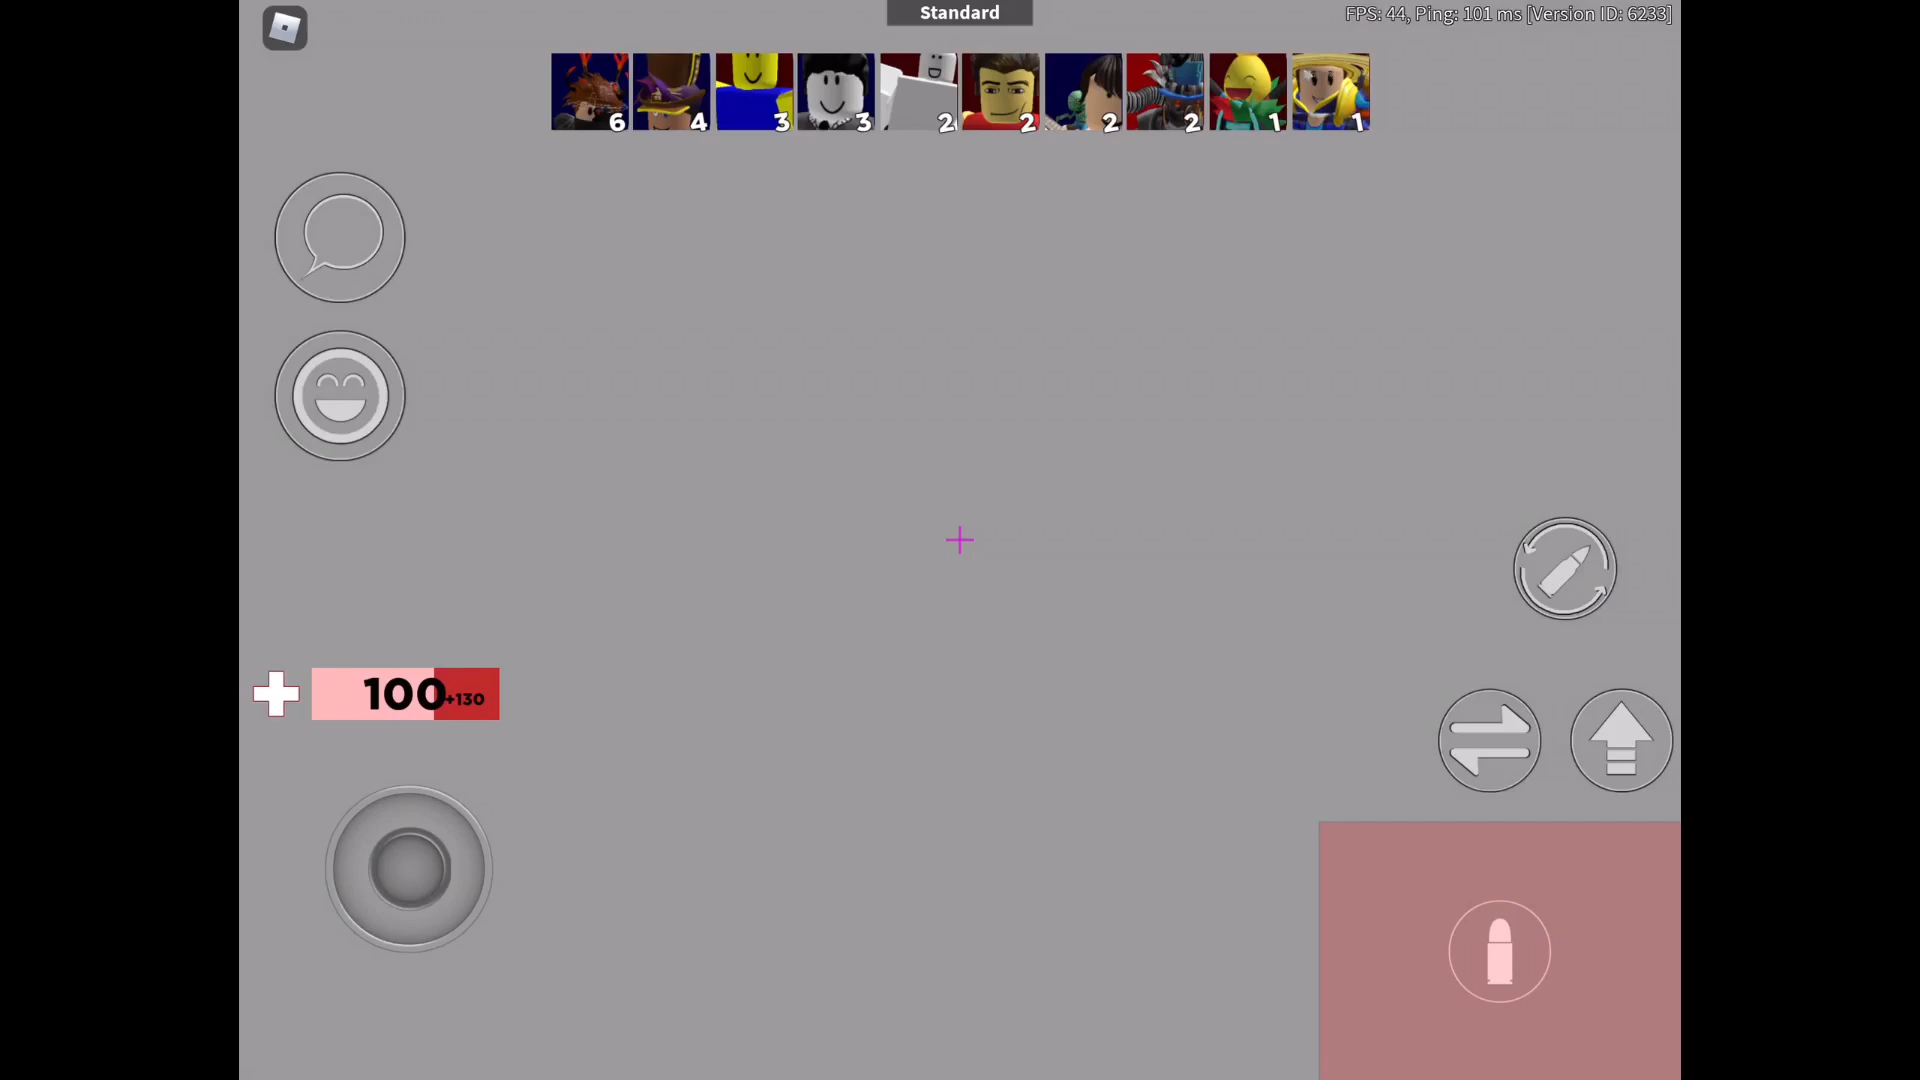 Standard
FPS: 44, Ping: 101 ms [Version ID: 6233]
6 4 3 3 2 2 2 2 1 1
100 +130